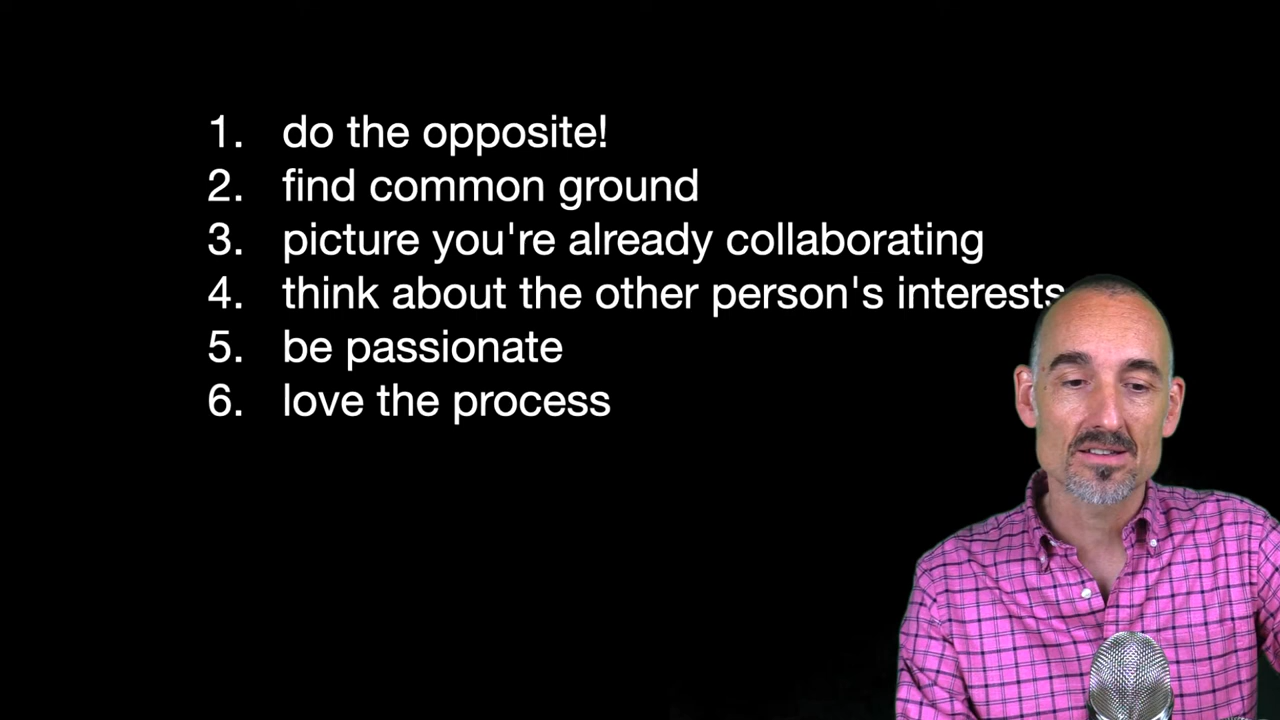 1. do the opposite!
2. find common ground
3. picture you're already collaborating
4. think about the other person's interests
5. be passionate
6. love the process